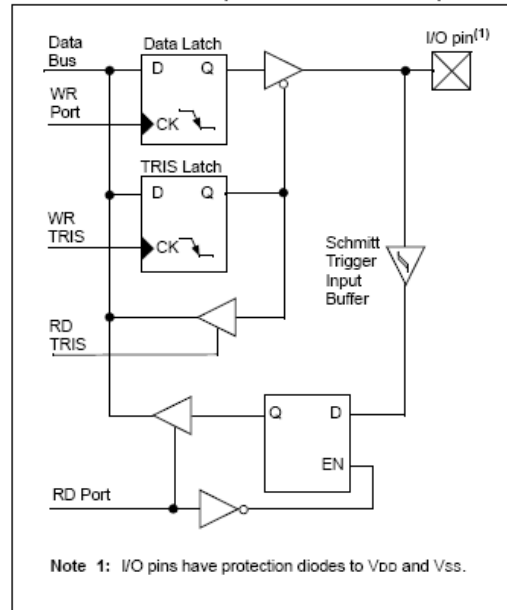 Data
Bus
Data Latch
I/O pin(1)
D Q
WR
Port
CK
TRIS Latch
D Q
WR
TRIS
CK
Schmitt
Trigger
Input
Buffer
RD
TRIS
Q D
EN
RD Port
Note 1: I/O pins have protection diodes to VDD and VSS.